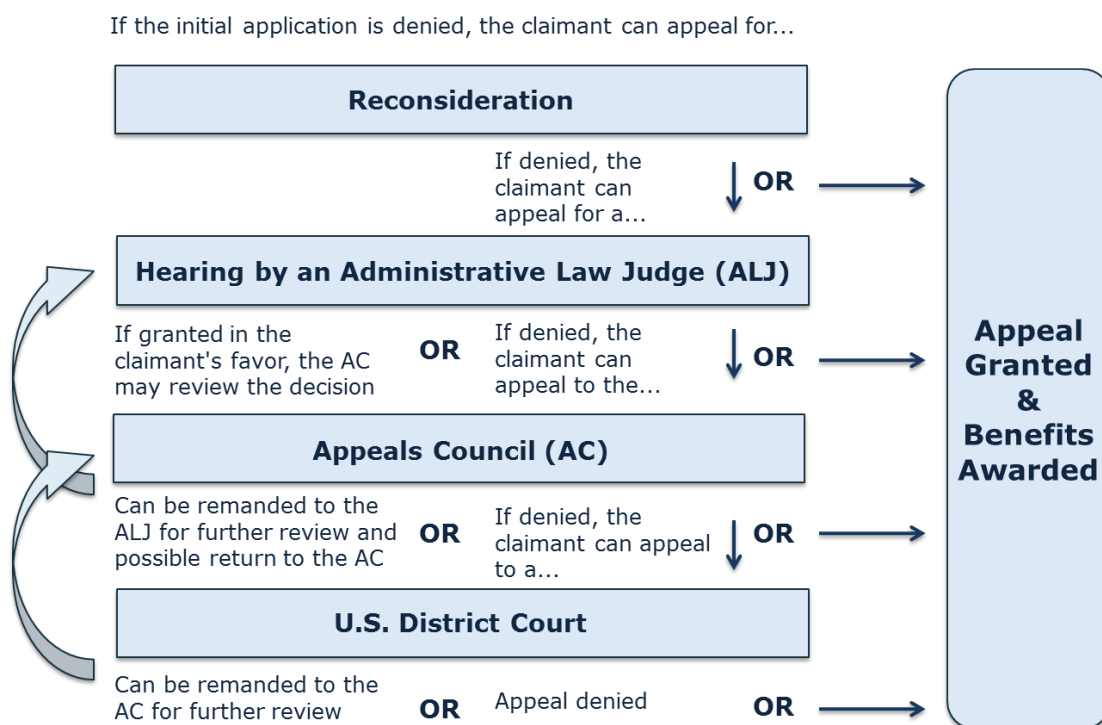 If the initial application is denied, the claimant can appeal for...
Reconsideration
If denied, the
claimant can
appeal for a...
OR
Hearing by an Administrative Law Judge (ALJ)
If granted in the
claimant's favor, the AC
may review the decision
OR
If denied, the
claimant can
appeal to the...
OR
Appeals Council (AC)
Can be remanded to the
ALJ for further review and
possible return to the AC
OR
If denied, the
claimant can appeal
to a...
OR
U.S. District Court
Can be remanded to the
AC for further review
OR
Appeal denied
OR
Appeal
Granted
&
Benefits
Awarded